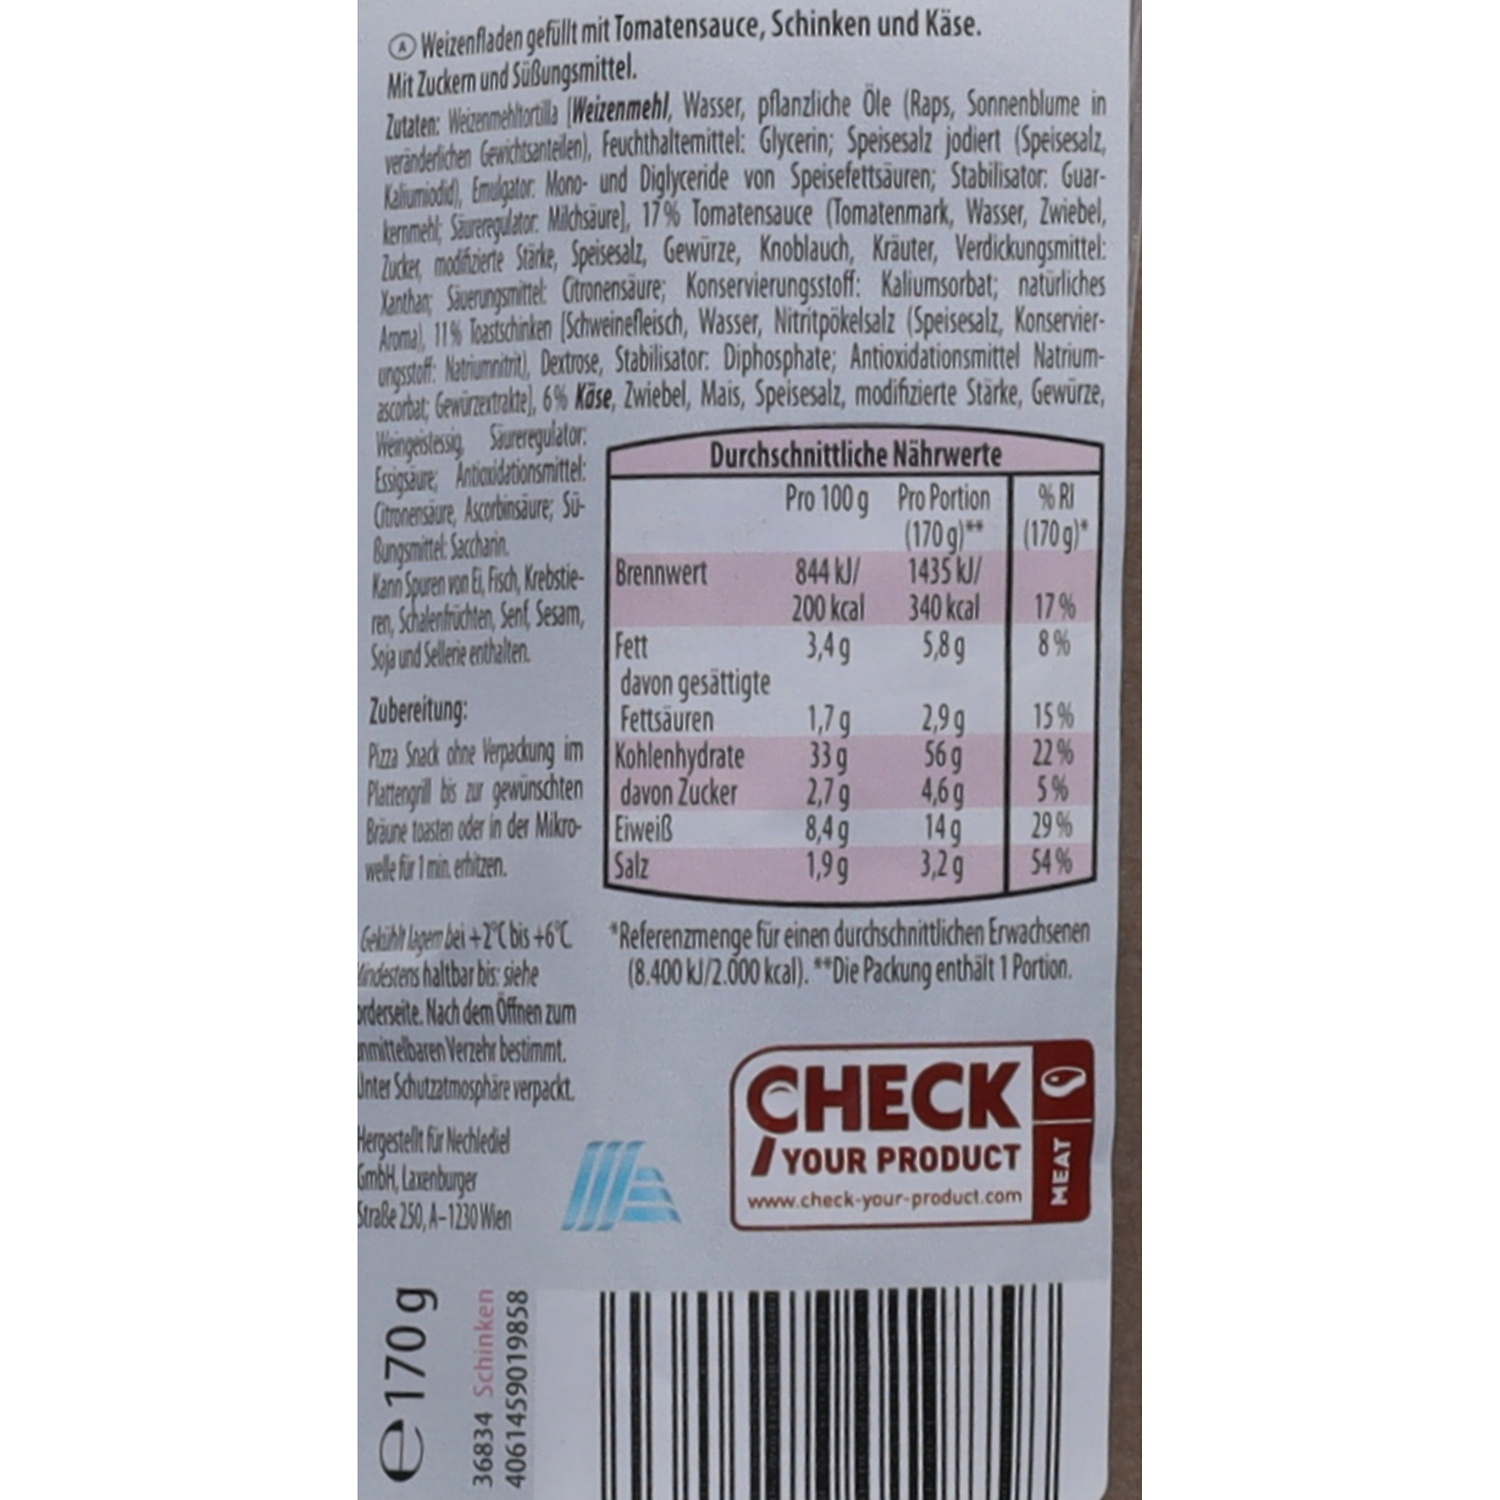 A Weizenfladen gefüllt mit Tomatensauce, Schinken und Käse.
Mit Zuckern und Süßungsmittel.
Zutaten: Weizenmehltortilla [Weizenmehl, Wasser, pflanzliche Öle (Raps, Sonnenblume in
veränderlichen Gewichtsanteilen), Feuchthaltemittel: Glycerin; Speisesalz jodiert (Speisesalz,
Kaliumiodid), Emulgator: Mono- und Diglyceride von Speisefettsäuren; Stabilisator: Guar-
kernmehl; Säureregulator: Milchsäure], 17% Tomatensauce (Tomatenmark, Wasser, Zwiebel,
Zucker, modifizierte Stärke, Speisesalz, Gewürze, Knoblauch, Kräuter, Verdickungsmittel:
Xanthan; Säuerungsmittel: Citronensäure; Konservierungsstoff: Kaliumsorbat; natürliches
Aroma), 11% Toastschinken [Schweinefleisch, Wasser, Nitritpökelsalz (Speisesalz, Konservier-
ungsstoff: Natriumnitrit), Dextrose, Stabilisator: Diphosphate; Antioxidationsmittel Natrium-
ascorbat; Gewürzextrakte], 6% Käse, Zwiebel, Mais, Speisesalz, modifizierte Stärke, Gewürze,
Weingeistessig, Säureregulator:
Essigsäure; Antioxidationsmittel:
Citronensäure, Ascorbinsäure; Sü-
ßungsmittel: Saccharin.
Kann Spuren von Ei, Fisch, Krebstie-
ren, Schalenfrüchten, Senf, Sesam,
Soja und Sellerie enthalten.
Zubereitung:
Pizza Snack ohne Verpackung im
Plattengrill bis zur gewünschten
Bräune toasten oder in der Mikro-
welle für 1 min. erhitzen.
Durchschnittliche Nährwerte
Pro 100 g Pro Portion % RI
(170 g)** (170 g)*
Brennwert 844 kJ/ 1435 kJ/
200 kcal 340 kcal 17%
Fett 3,4 g 5,8 g 8%
davon gesättigte
Fettsäuren 1,7 g 2,9 g 15%
Kohlenhydrate 33 g 56 g 22%
davon Zucker 2,7 g 4,6 g 5%
Eiweiß 8,4 g 14 g 29%
Salz 1,9 g 3,2 g 54%
*Referenzmenge für einen durchschnittlichen Erwachsenen
(8.400 kJ/2.000 kcal). **Die Packung enthält 1 Portion.
Gekühlt lagern bei +2°C bis +6°C
indestens haltbar bis: siehe
orderseite. Nach dem Öffnen zum
nmittelbaren Verzehr bestimmt.
Unter Schutzatmosphäre verpackt.
Hergestellt für Nechlediel
GmbH, Laxenburger
Straße 250, A-1230 Wien
CHECK
YOUR PRODUCT
www.check-your-product.com
MEAT
e 170 g
36834 Schinken
4061459019858